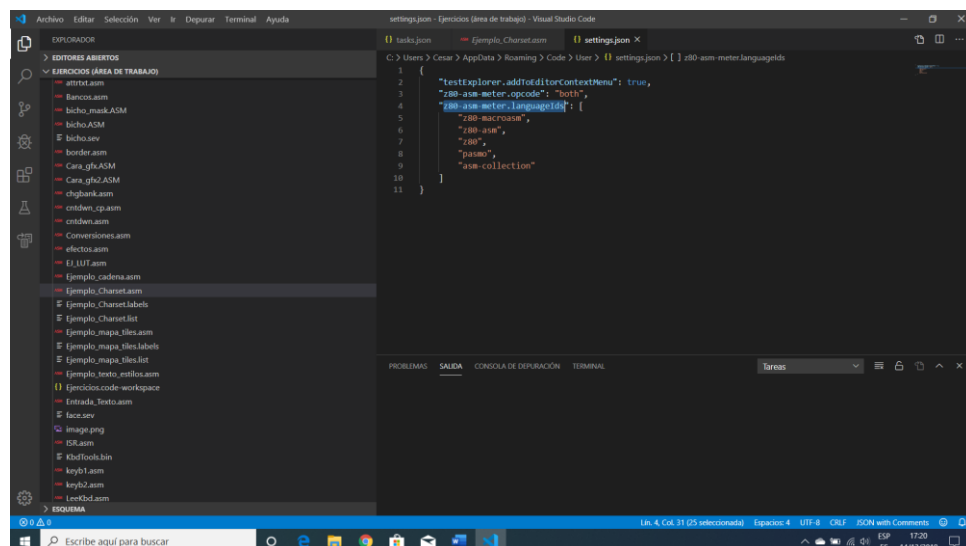 Archivo Editar Selección Ver Ir Depurar Terminal Ayuda
settings.json - Ejercicios (área de trabajo) - Visual Studio Code
EXPLORADOR
EDITORES ABIERTOS
EJERCICIOS (ÁREA DE TRABAJO)
attrtxt.asm
Bancos.asm
bicho_mask.ASM
bicho.ASM
bicho.sev
border.asm
Cara_gfx.ASM
Cara_gfx2.ASM
chgbank.asm
cntdwn_cp.asm
cntdwn.asm
Conversiones.asm
efectos.asm
EJ_LUT.asm
Ejemplo_cadena.asm
Ejemplo_Charset.asm
Ejemplo_Charset.labels
Ejemplo_Charset.list
Ejemplo_mapa_tiles.asm
Ejemplo_mapa_tiles.labels
Ejemplo_mapa_tiles.list
Ejemplo_texto_estilos.asm
Ejercicios.code-workspace
Entrada_Texto.asm
face.sev
image.png
ISR.asm
KbdTools.bin
keyb1.asm
keyb2.asm
LeeKbd.asm
ESQUEMA
{} tasks.json Ejemplo_Charset.asm {} settings.json ×
C: > Users > Cesar > AppData > Roaming > Code > User > {} settings.json > [ ] z80-asm-meter.languageIds
1 {
2 "testExplorer.addToEditorContextMenu": true,
3 "z80-asm-meter.opcode": "both",
4 "z80-asm-meter.languageIds": [
5 "z80-macroasm",
6 "z80-asm",
7 "z80",
8 "pasmo",
9 "asm-collection"
10 ]
11 }
PROBLEMAS SALIDA CONSOLA DE DEPURACIÓN TERMINAL Tareas
0 0 Lín. 4, Col. 31 (25 seleccionada) Espacios: 4 UTF-8 CRLF JSON with Comments
Escribe aquí para buscar
ESP 17:20